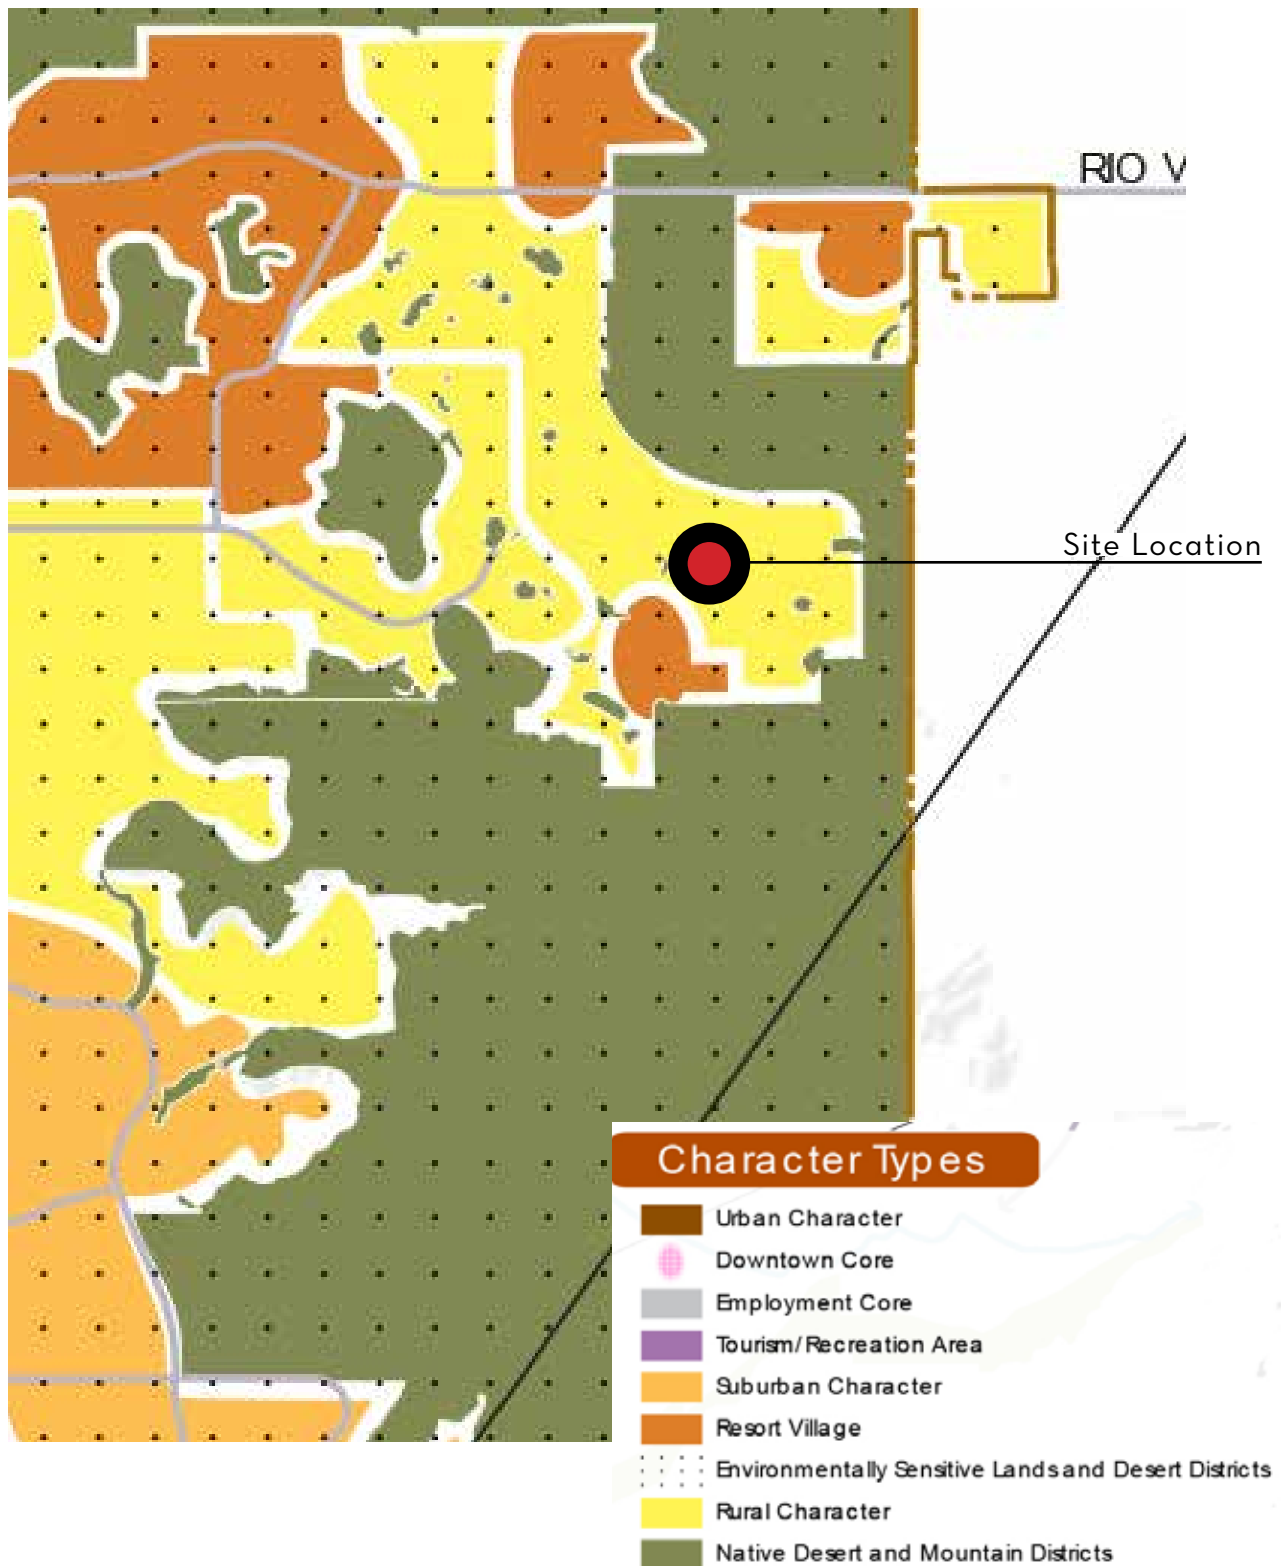 RIO V
Site Location
Character Types
Urban Character
Downtown Core
Employment Core
Tourism/Recreation Area
Suburban Character
Resort Village
Environmentally Sensitive Lands and Desert Districts
Rural Character
Native Desert and Mountain Districts